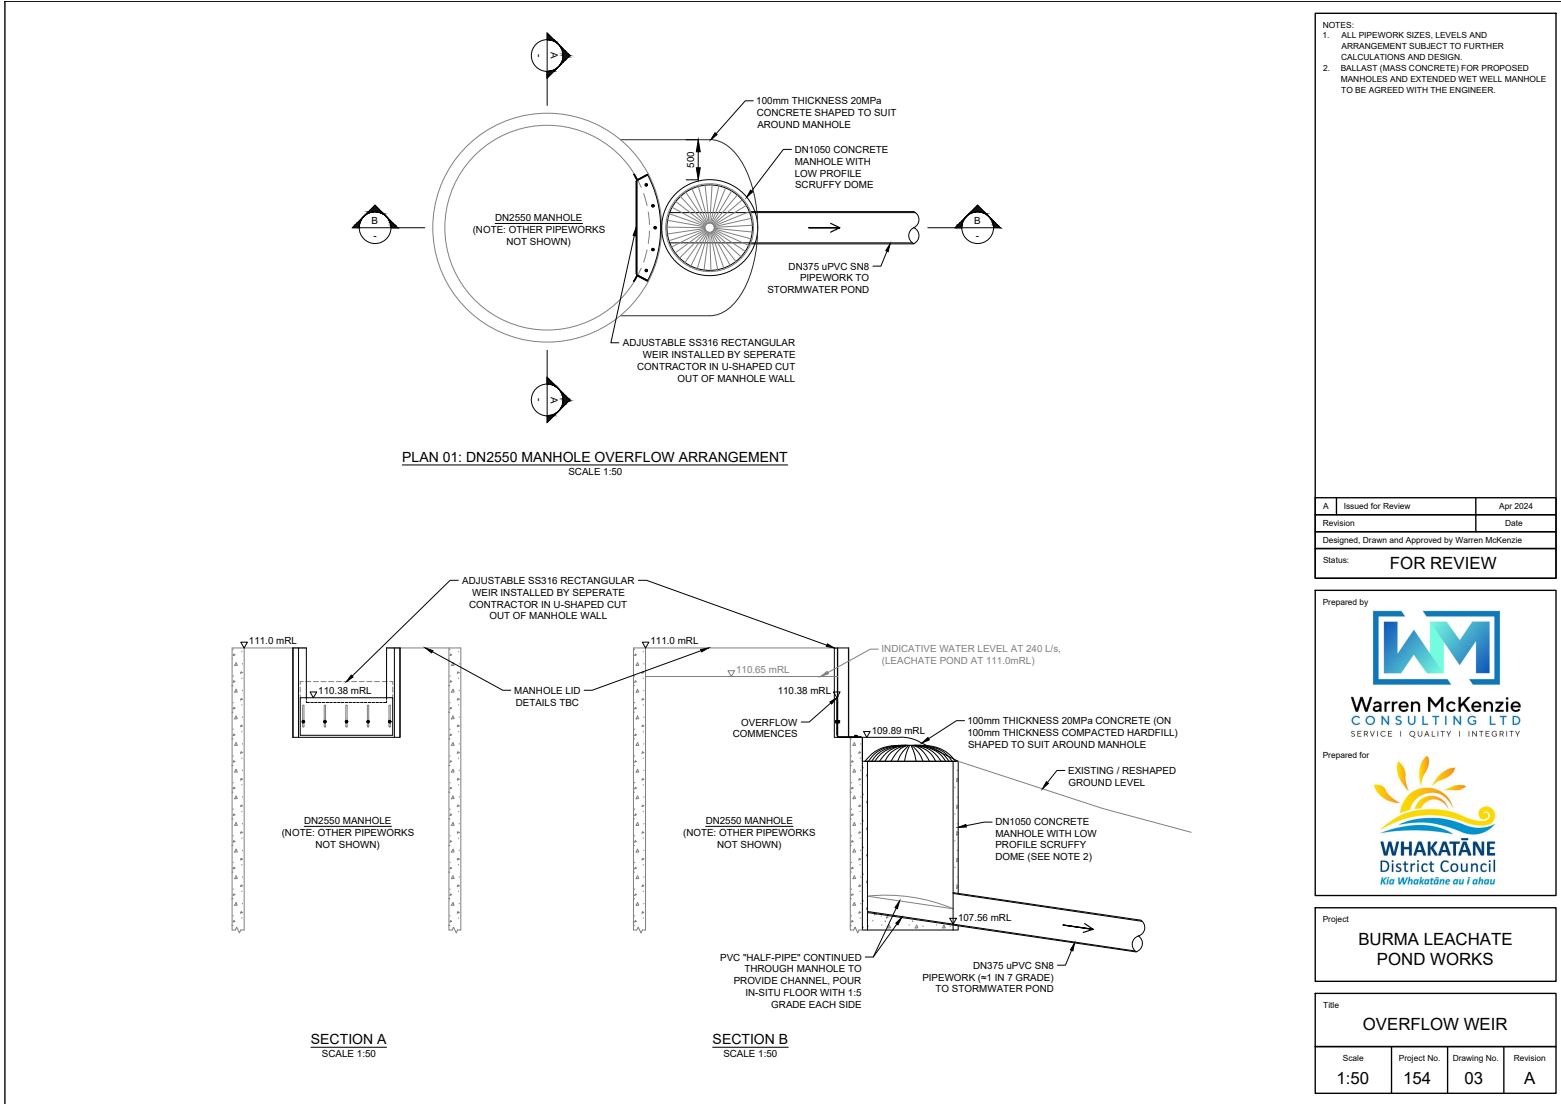 A
100mm THICKNESS 20MPa
CONCRETE SHAPED TO SUIT
AROUND MANHOLE
500
DN1050 CONCRETE
MANHOLE WITH
LOW PROFILE
SCRUFFY DOME
B
-
DN2550 MANHOLE
(NOTE: OTHER PIPEWORKS
NOT SHOWN)
B
-
DN375 uPVC SN8
PIPEWORK TO
STORMWATER POND
ADJUSTABLE SS316 RECTANGULAR
WEIR INSTALLED BY SEPERATE
CONTRACTOR IN U-SHAPED CUT
OUT OF MANHOLE WALL
A
PLAN 01: DN2550 MANHOLE OVERFLOW ARRANGEMENT
SCALE 1:50
ADJUSTABLE SS316 RECTANGULAR
WEIR INSTALLED BY SEPERATE
CONTRACTOR IN U-SHAPED CUT
OUT OF MANHOLE WALL
111.0 mRL
110.38 mRL
MANHOLE LID
DETAILS TBC
DN2550 MANHOLE
(NOTE: OTHER PIPEWORKS
NOT SHOWN)
SECTION A
SCALE 1:50
111.0 mRL
INDICATIVE WATER LEVEL AT 240 L/s,
(LEACHATE POND AT 111.0mRL)
110.65 mRL
110.38 mRL
OVERFLOW
COMMENCES
109.89 mRL
100mm THICKNESS 20MPa CONCRETE (ON
100mm THICKNESS COMPACTED HARDFILL)
SHAPED TO SUIT AROUND MANHOLE
EXISTING / RESHAPED
GROUND LEVEL
DN2550 MANHOLE
(NOTE: OTHER PIPEWORKS
NOT SHOWN)
DN1050 CONCRETE
MANHOLE WITH LOW
PROFILE SCRUFFY
DOME (SEE NOTE 2)
107.56 mRL
PVC "HALF-PIPE" CONTINUED
THROUGH MANHOLE TO
PROVIDE CHANNEL, POUR
IN-SITU FLOOR WITH 1:5
GRADE EACH SIDE
DN375 uPVC SN8
PIPEWORK (≈1 IN 7 GRADE)
TO STORMWATER POND
SECTION B
SCALE 1:50
NOTES:
1. ALL PIPEWORK SIZES, LEVELS AND
ARRANGEMENT SUBJECT TO FURTHER
CALCULATIONS AND DESIGN.
2. BALLAST (MASS CONCRETE) FOR PROPOSED
MANHOLES AND EXTENDED WET WELL MANHOLE
TO BE AGREED WITH THE ENGINEER.
A Issued for Review Apr 2024
Revision Date
Designed, Drawn and Approved by Warren McKenzie
Status: FOR REVIEW
Prepared by
WM
Warren McKenzie
CONSULTING LTD
SERVICE I QUALITY I INTEGRITY
Prepared for
WHAKATĀNE
District Council
Kia Whakatāne au i ahau
Project
BURMA LEACHATE
POND WORKS
Title
OVERFLOW WEIR
Scale Project No. Drawing No. Revision
1:50 154 03 A